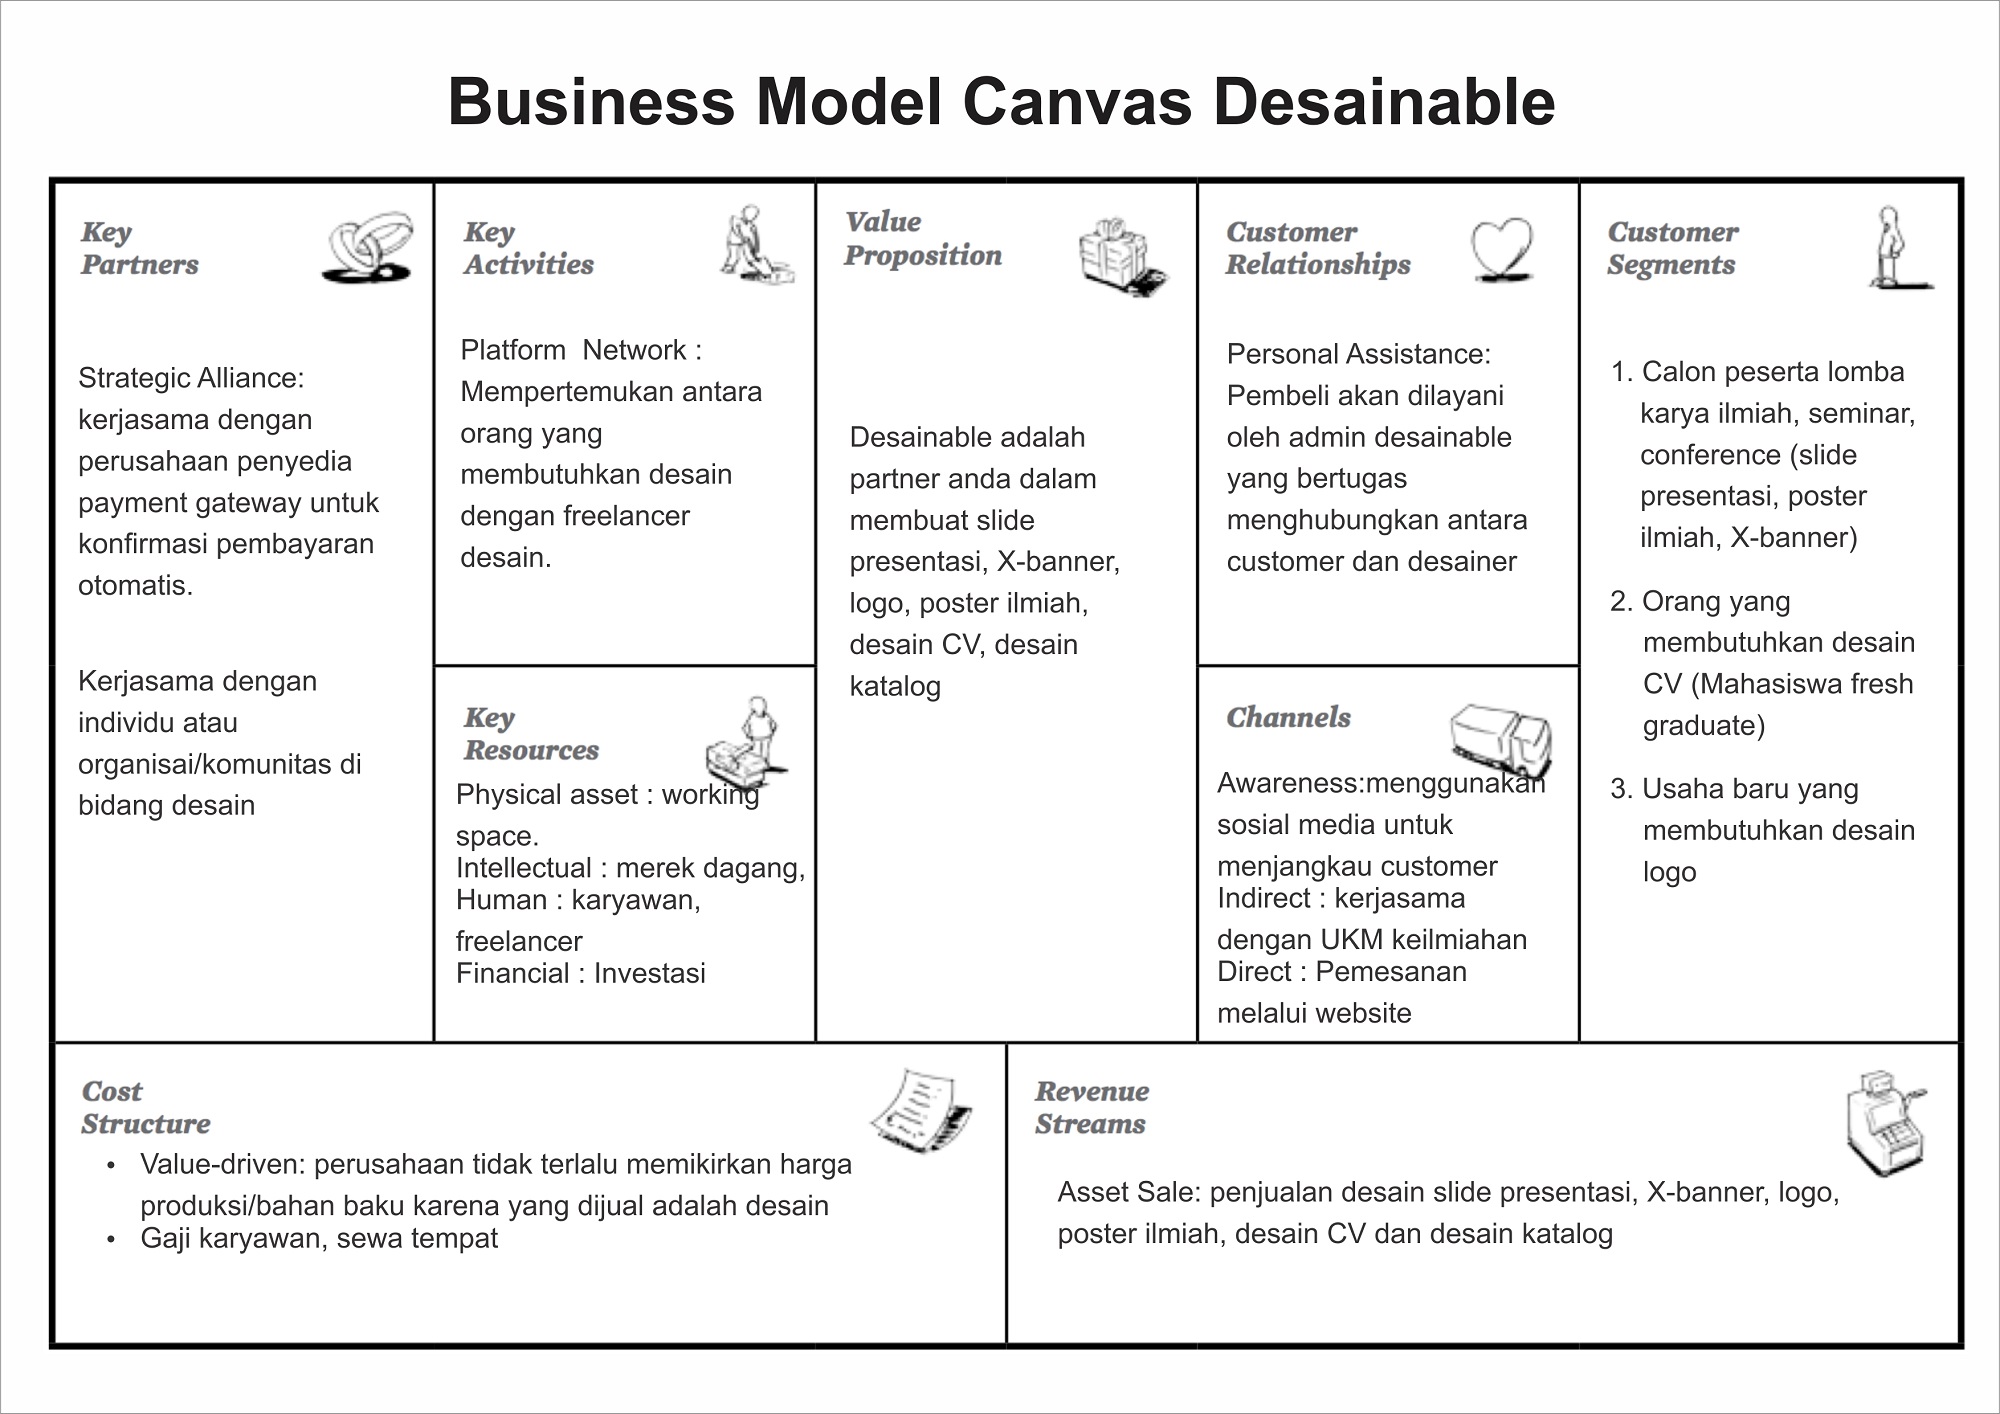 Business Model Canvas Desainable
Key
Partners
Strategic Alliance:
kerjasama dengan
perusahaan penyedia
payment gateway untuk
konfirmasi pembayaran
otomatis.
Kerjasama dengan
individu atau
organisai/komunitas di
bidang desain
Key
Activities
Platform  Network :
Mempertemukan antara
orang yang
membutuhkan desain
dengan freelancer
desain.
Key
Resources
Physical asset : working
space.
Intellectual : merek dagang,
Human : karyawan,
freelancer
Financial : Investasi
Value
Proposition
Desainable adalah
partner anda dalam
membuat slide
presentasi, X-banner,
logo, poster ilmiah,
desain CV, desain
katalog
Customer
Relationships
Personal Assistance:
Pembeli akan dilayani
oleh admin desainable
yang bertugas
menghubungkan antara
customer dan desainer
Channels
Awareness:menggunakan
sosial media untuk
menjangkau customer
Indirect : kerjasama
dengan UKM keilmiahan
Direct : Pemesanan
melalui website
Customer
Segments
1. Calon peserta lomba
karya ilmiah, seminar,
conference (slide
presentasi, poster
ilmiah, X-banner)
2. Orang yang
membutuhkan desain
CV (Mahasiswa fresh
graduate)
3. Usaha baru yang
membutuhkan desain
logo
Cost
Structure
• Value-driven: perusahaan tidak terlalu memikirkan harga
produksi/bahan baku karena yang dijual adalah desain
• Gaji karyawan, sewa tempat
Revenue
Streams
Asset Sale: penjualan desain slide presentasi, X-banner, logo,
poster ilmiah, desain CV dan desain katalog